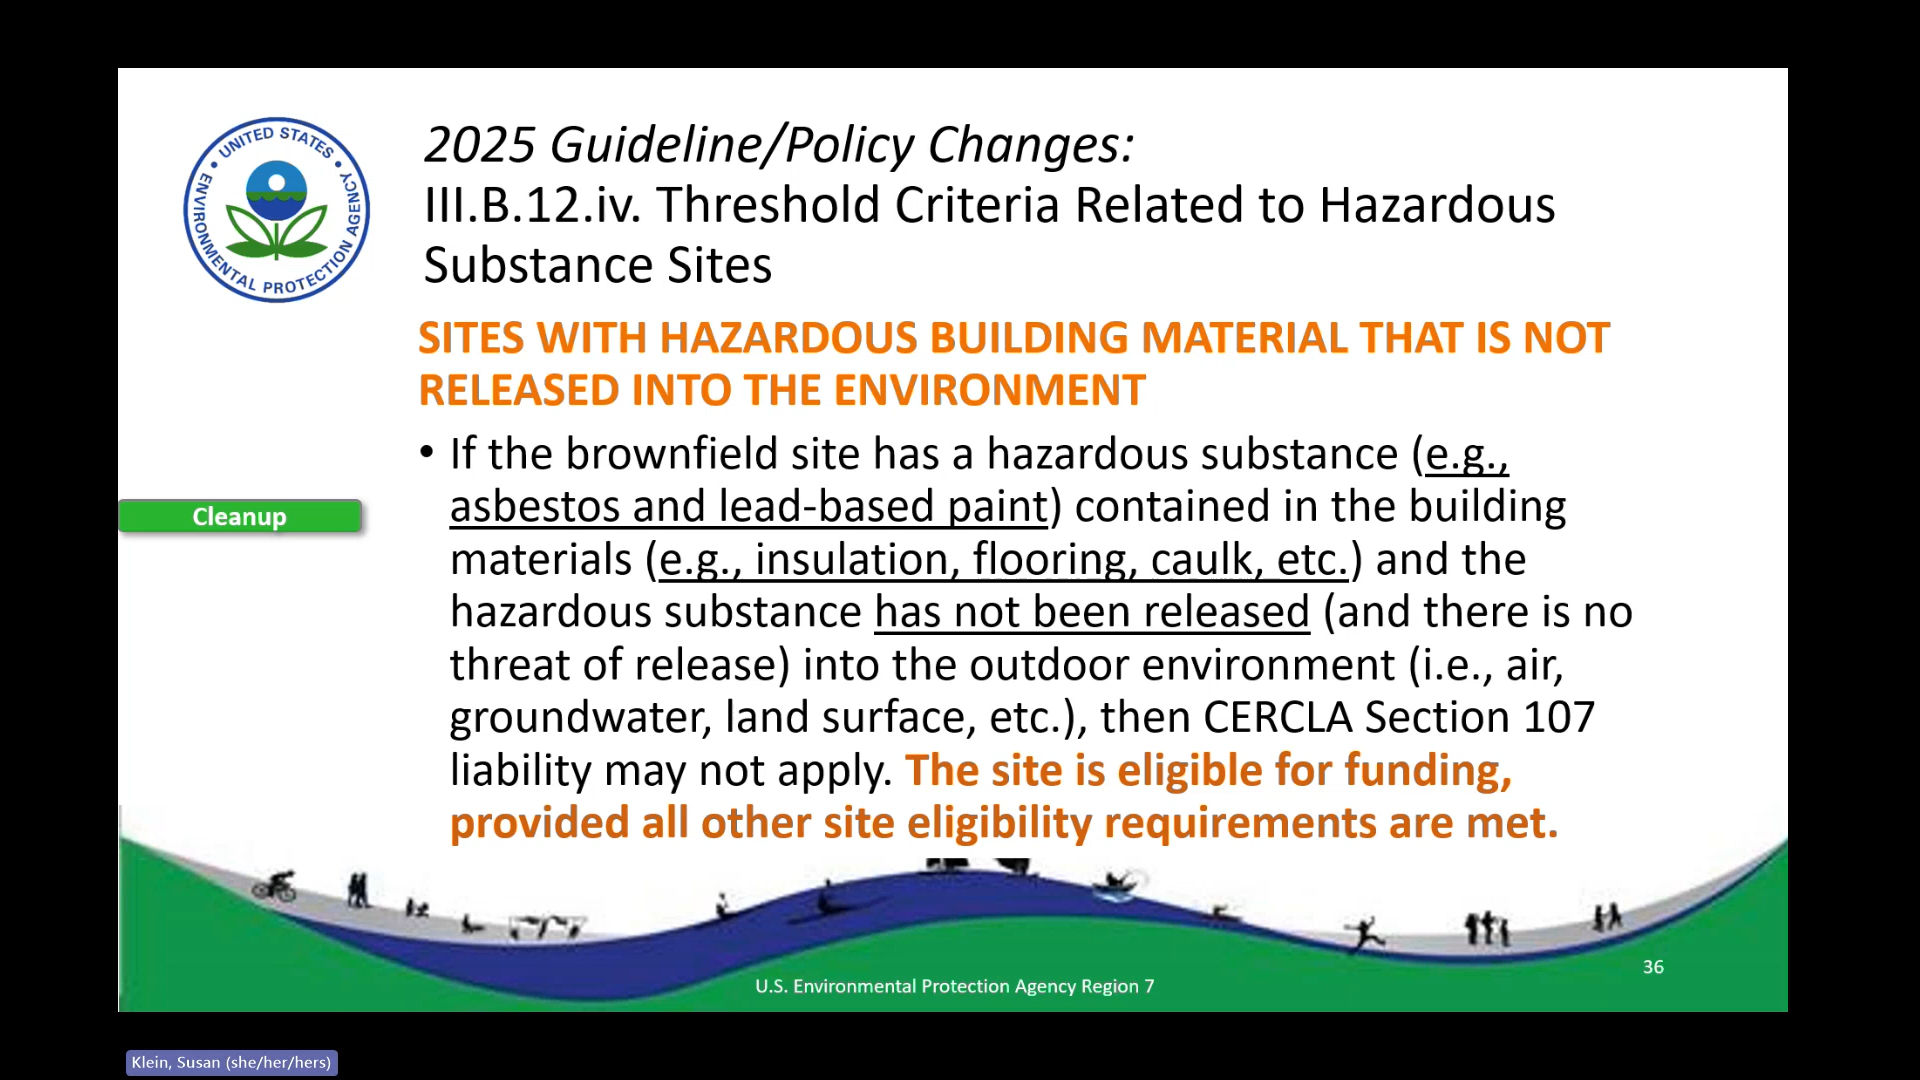 UNITED STATES
ENVIRONMENTAL PROTECTION AGENCY
2025 Guideline/Policy Changes:
III.B.12.iv. Threshold Criteria Related to Hazardous
Substance Sites
SITES WITH HAZARDOUS BUILDING MATERIAL THAT IS NOT
RELEASED INTO THE ENVIRONMENT
• If the brownfield site has a hazardous substance (e.g.,
asbestos and lead-based paint) contained in the building
materials (e.g., insulation, flooring, caulk, etc.) and the
hazardous substance has not been released (and there is no
threat of release) into the outdoor environment (i.e., air,
groundwater, land surface, etc.), then CERCLA Section 107
liability may not apply. The site is eligible for funding,
provided all other site eligibility requirements are met.
Cleanup
36
U.S. Environmental Protection Agency Region 7
Klein, Susan (she/her/hers)